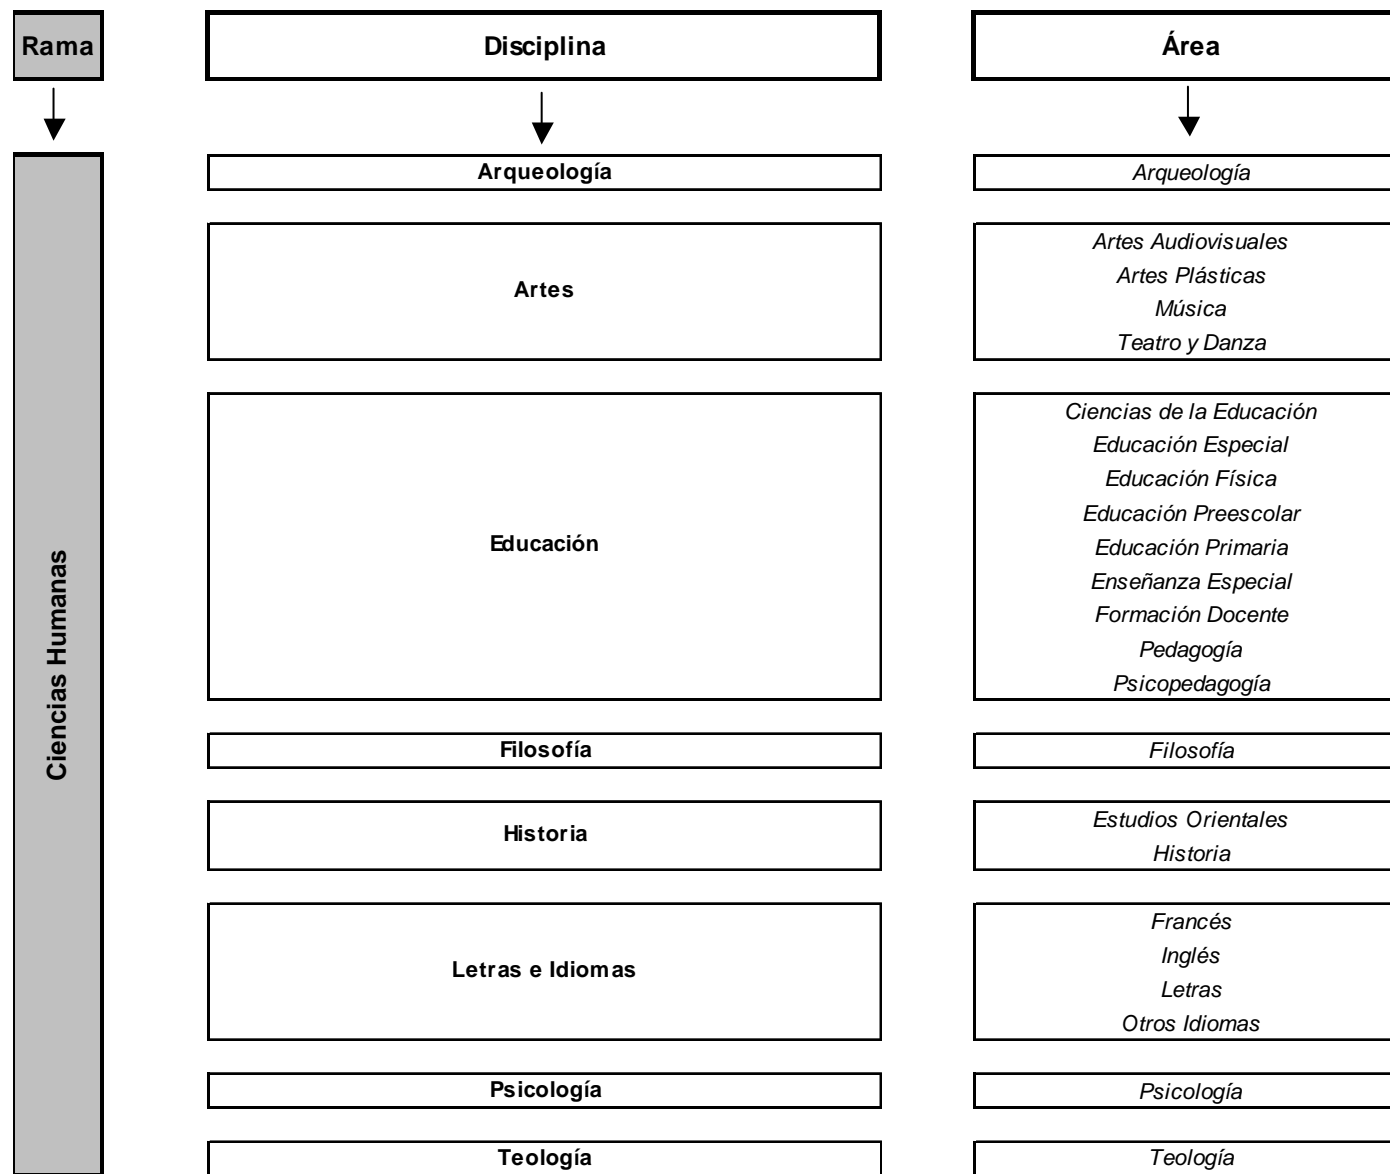 Rama
Disciplina
Área
Ciencias Humanas
Arqueología
Arqueología
Artes
Artes Audiovisuales
Artes Plásticas
Música
Teatro y Danza
Educación
Ciencias de la Educación
Educación Especial
Educación Física
Educación Preescolar
Educación Primaria
Enseñanza Especial
Formación Docente
Pedagogía
Psicopedagogía
Filosofía
Filosofía
Historia
Estudios Orientales
Historia
Letras e Idiomas
Francés
Inglés
Letras
Otros Idiomas
Psicología
Psicología
Teología
Teología